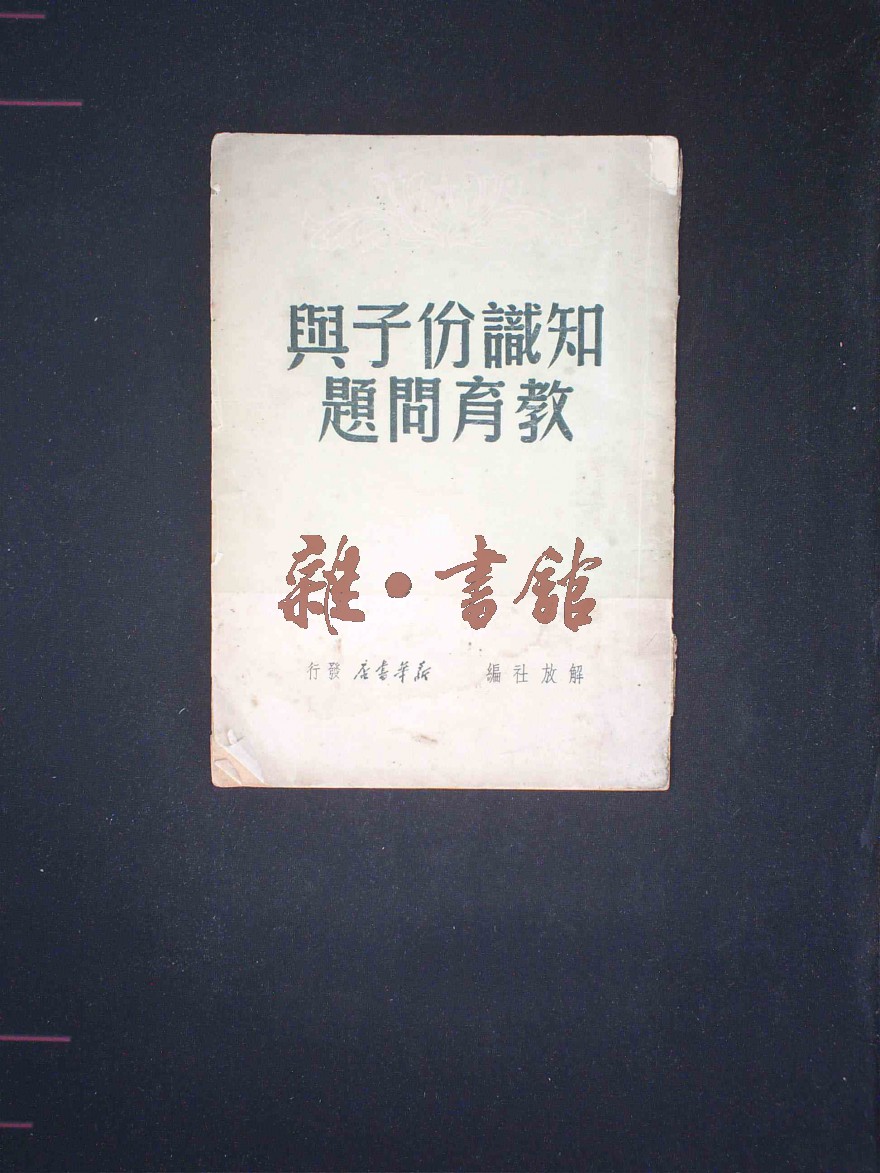 知識份子與
教育問題
雜・書館
解放社編 新華書店發行